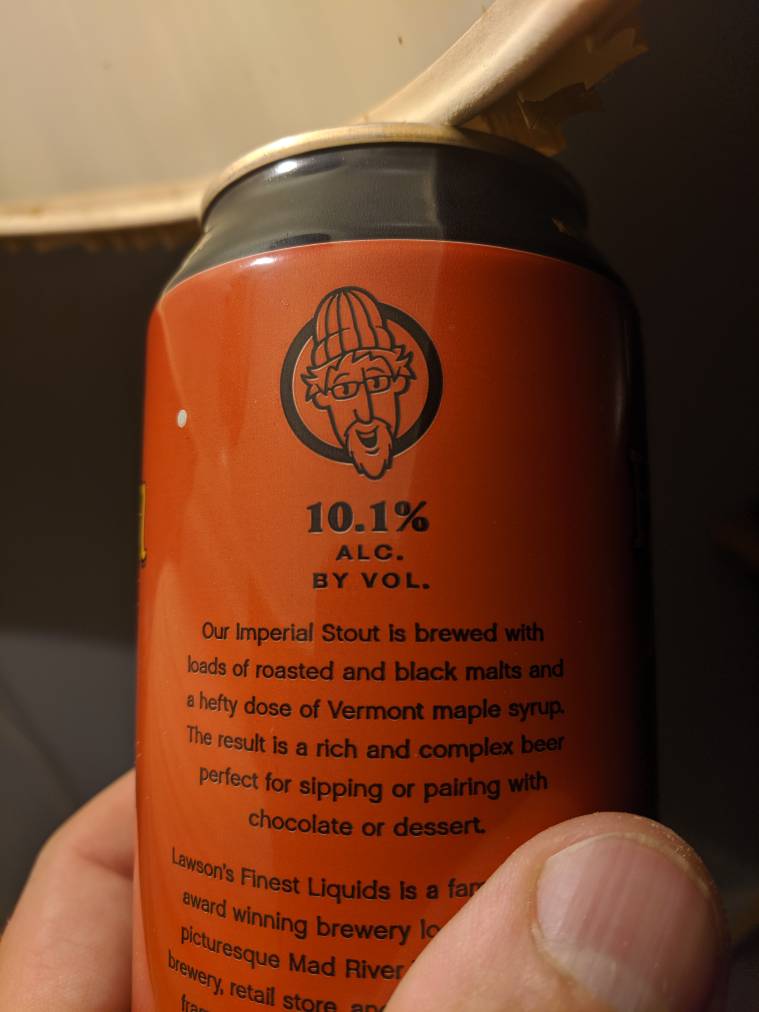 10.1%
ALC.
BY VOL.
Our Imperial Stout is brewed with
loads of roasted and black malts and
a hefty dose of Vermont maple syrup.
The result is a rich and complex beer
perfect for sipping or pairing with
chocolate or dessert.
Lawson's Finest Liquids is a
award winning brewery
picturesque Mad River
brewery, retail store,